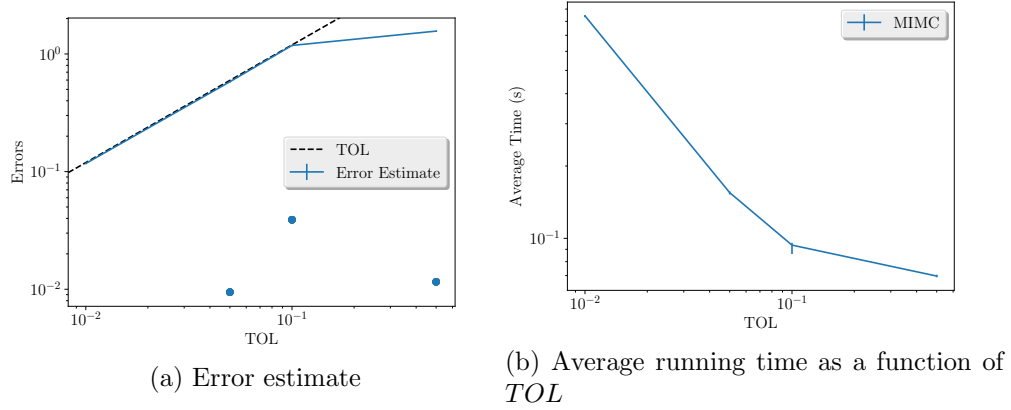 Errors
10^0
10^-1
10^-2
TOL
Error Estimate
10^-2
10^-1
TOL
(a) Error estimate
Average Time (s)
10^-1
MIMC
10^-2
10^-1
TOL
(b) Average running time as a function of
TOL